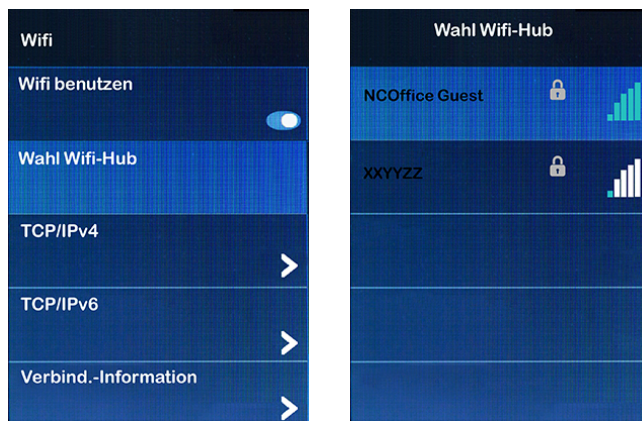 Wifi
Wifi benutzen
Wahl Wifi-Hub
TCP/IPv4
TCP/IPv6
Verbind.-Information
Wahl Wifi-Hub
NCOffice Guest
XXYYZZ